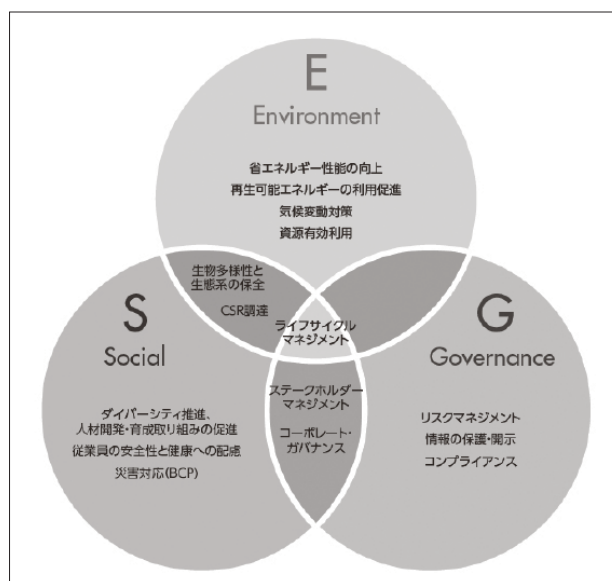 E
Environment
省エネルギー性能の向上
再生可能エネルギーの利用促進
気候変動対策
資源有効利用
生物多様性と
生態系の保全
CSR調達
ライフサイクル
マネジメント
S
Social
ダイバーシティ推進、
人材開発・育成取り組みの促進
従業員の安全性と健康への配慮
災害対応(BCP)
ステークホルダー
マネジメント
コーポレート・
ガバナンス
G
Governance
リスクマネジメント
情報の保護・開示
コンプライアンス